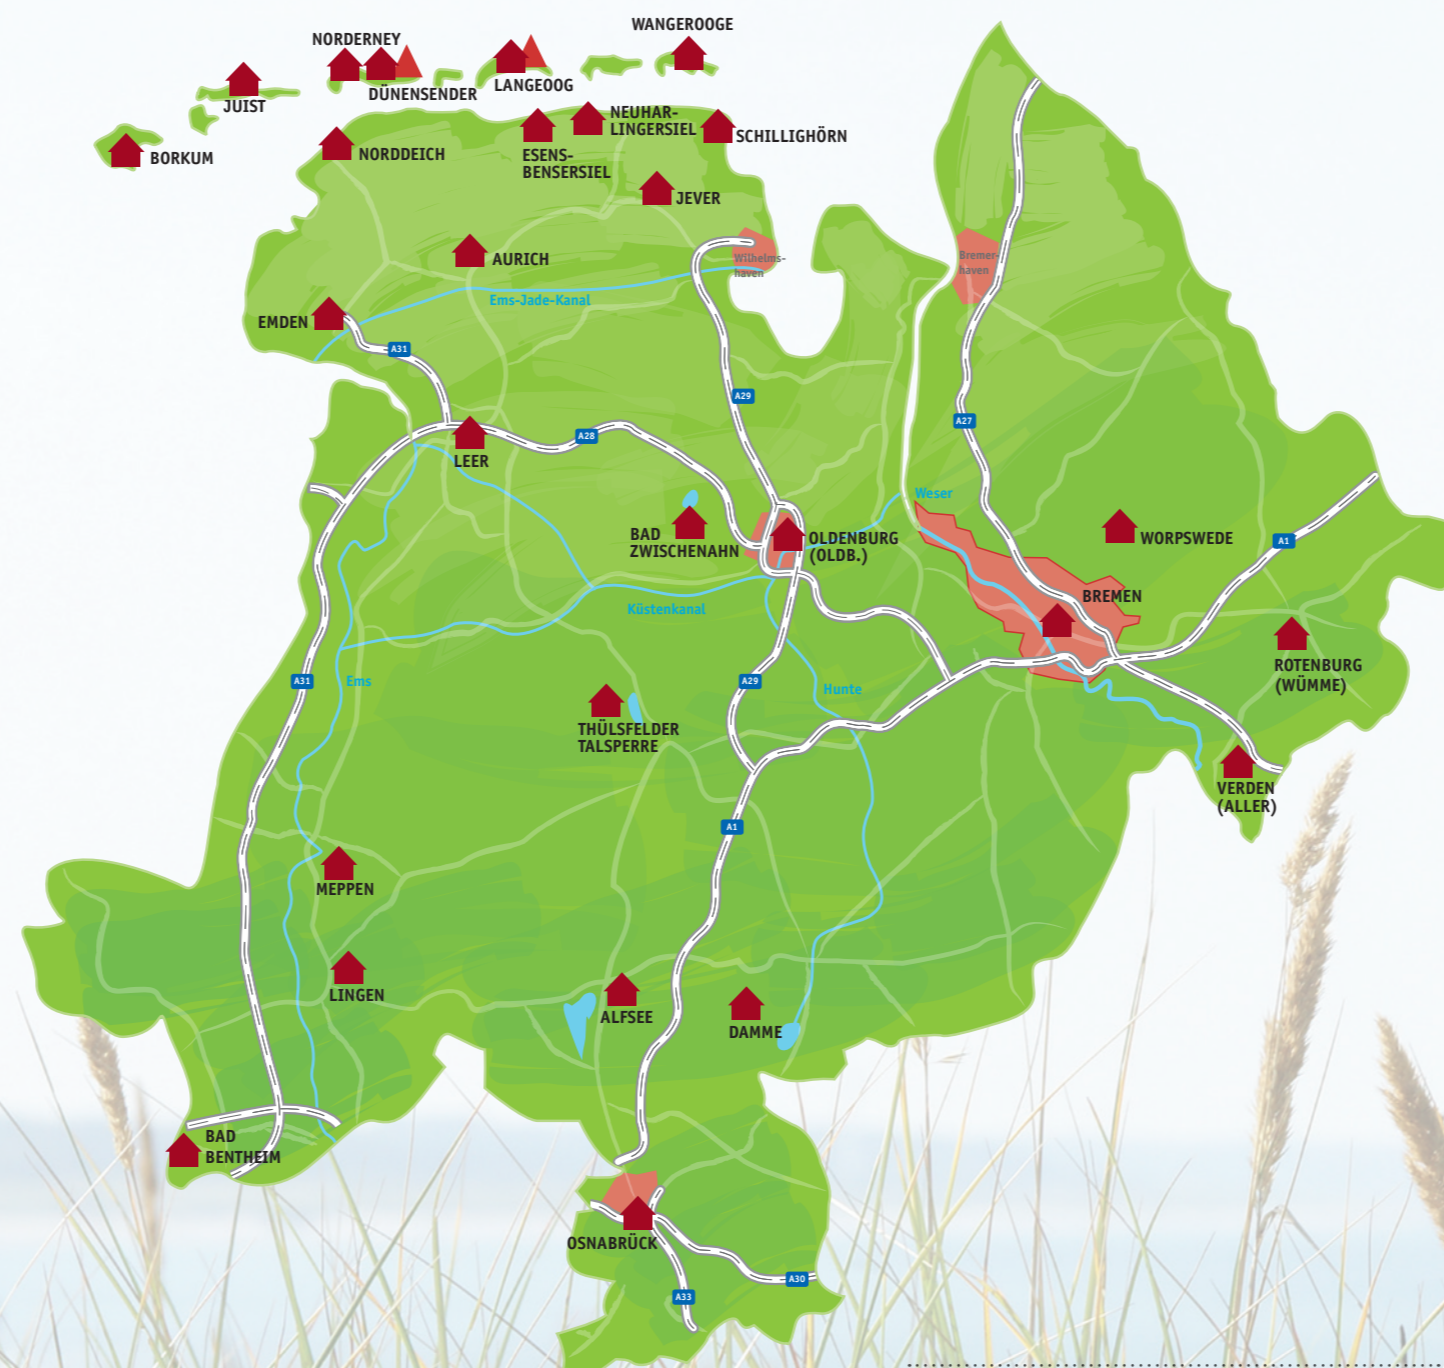 WANGEROOGE
NORDERNEY
LANGEOOG
DÜNENSENDER
JUIST
NEUHAR-
LINGERSIEL
SCHILLIGHÖRN
BORKUM
NORDDEICH
ESENS-
BENSERSIEL
JEVER
AURICH
Wilhelms-
haven
Bremer-
haven
Ems-Jade-Kanal
EMDEN
A31
A29
A27
A28
LEER
Weser
BAD
ZWISCHENAHN
OLDENBURG
(OLDB.)
WORPSWEDE
A1
BREMEN
Küstenkanal
ROTENBURG
(WÜMME)
A31
Ems
A29
Hunte
THÜLSFELDER
TALSPERRE
VERDEN
(ALLER)
A1
MEPPEN
LINGEN
ALFSEE
DAMME
BAD
BENTHEIM
OSNABRÜCK
A30
A33